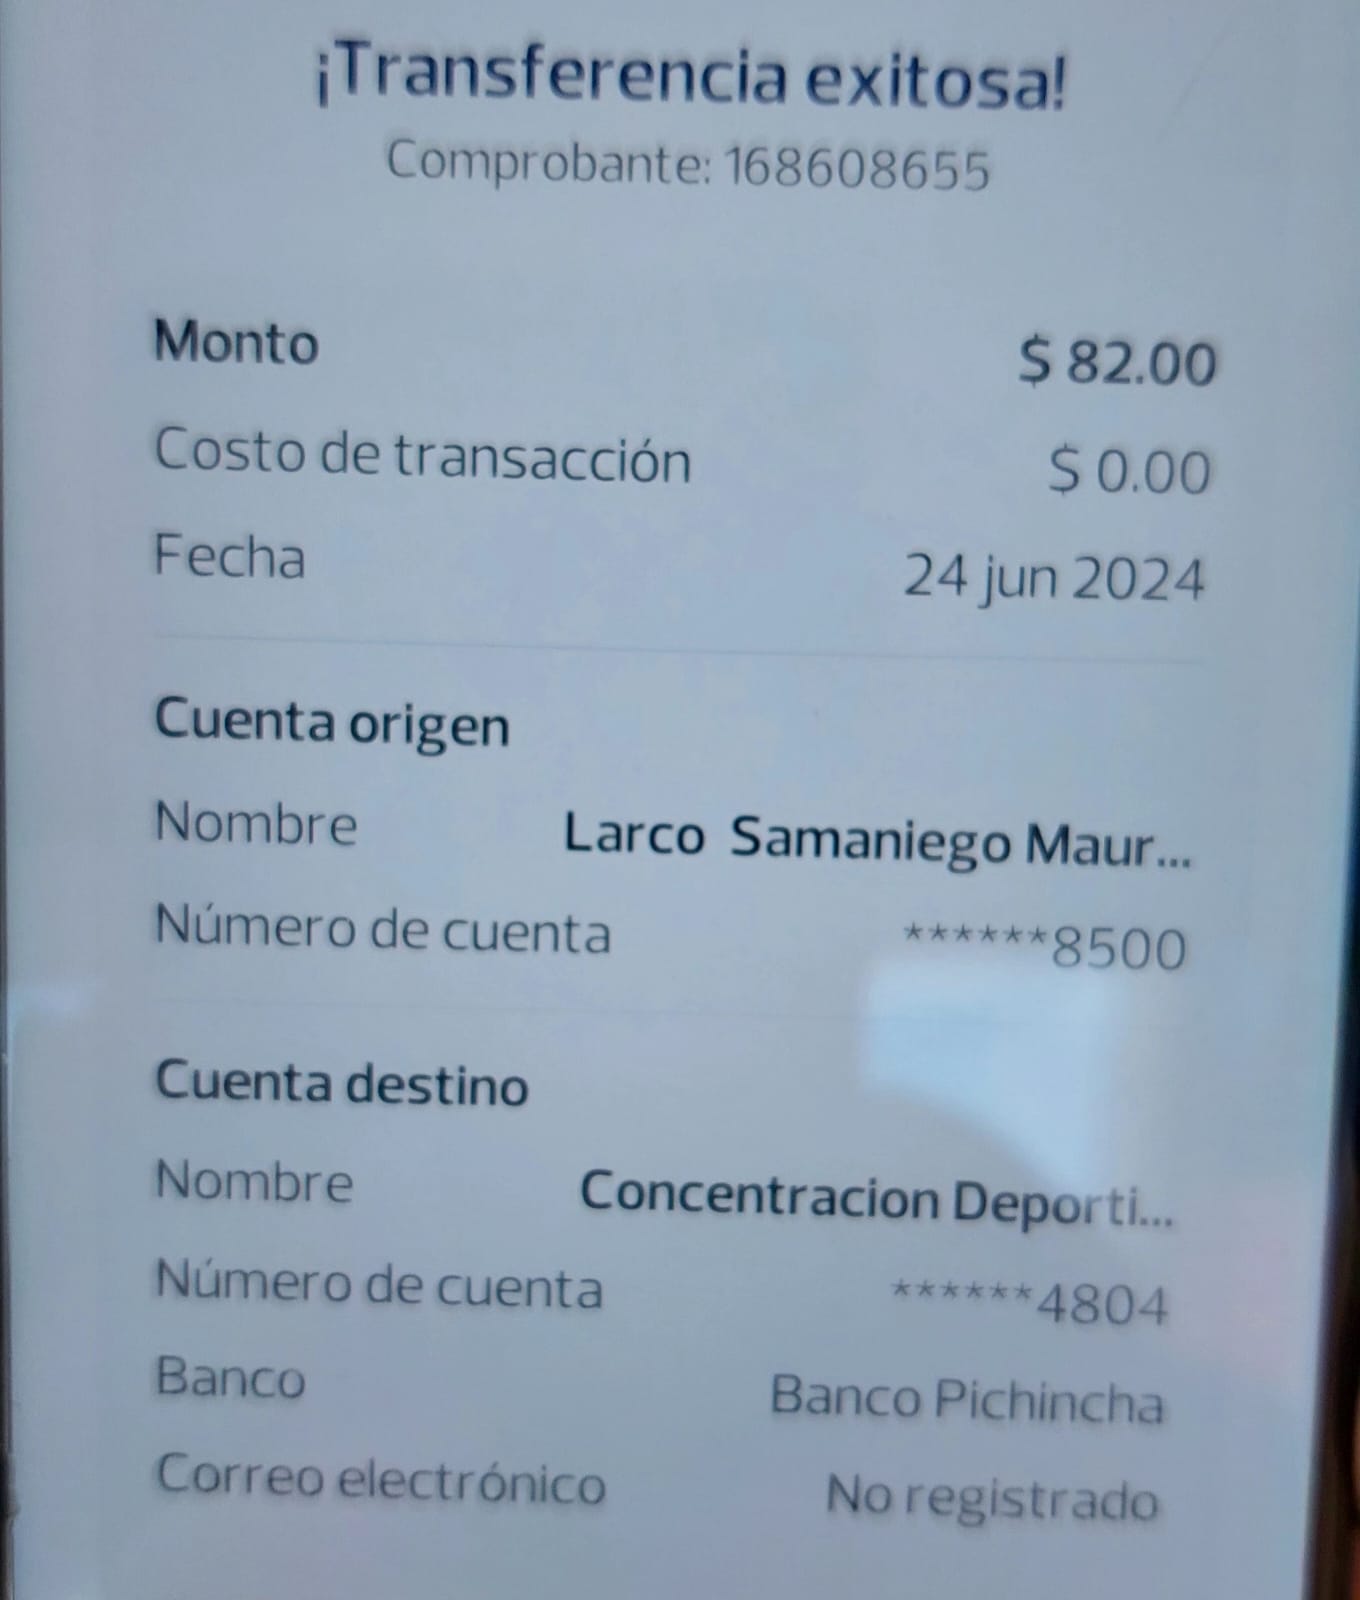 ¡Transferencia exitosa!
Comprobante: 168608655
Monto $ 82.00
Costo de transacción $ 0.00
Fecha 24 jun 2024
Cuenta origen
Nombre Larco Samaniego Maur...
Número de cuenta ******8500
Cuenta destino
Nombre Concentracion Deporti...
Número de cuenta ******4804
Banco Banco Pichincha
Correo electrónico No registrado